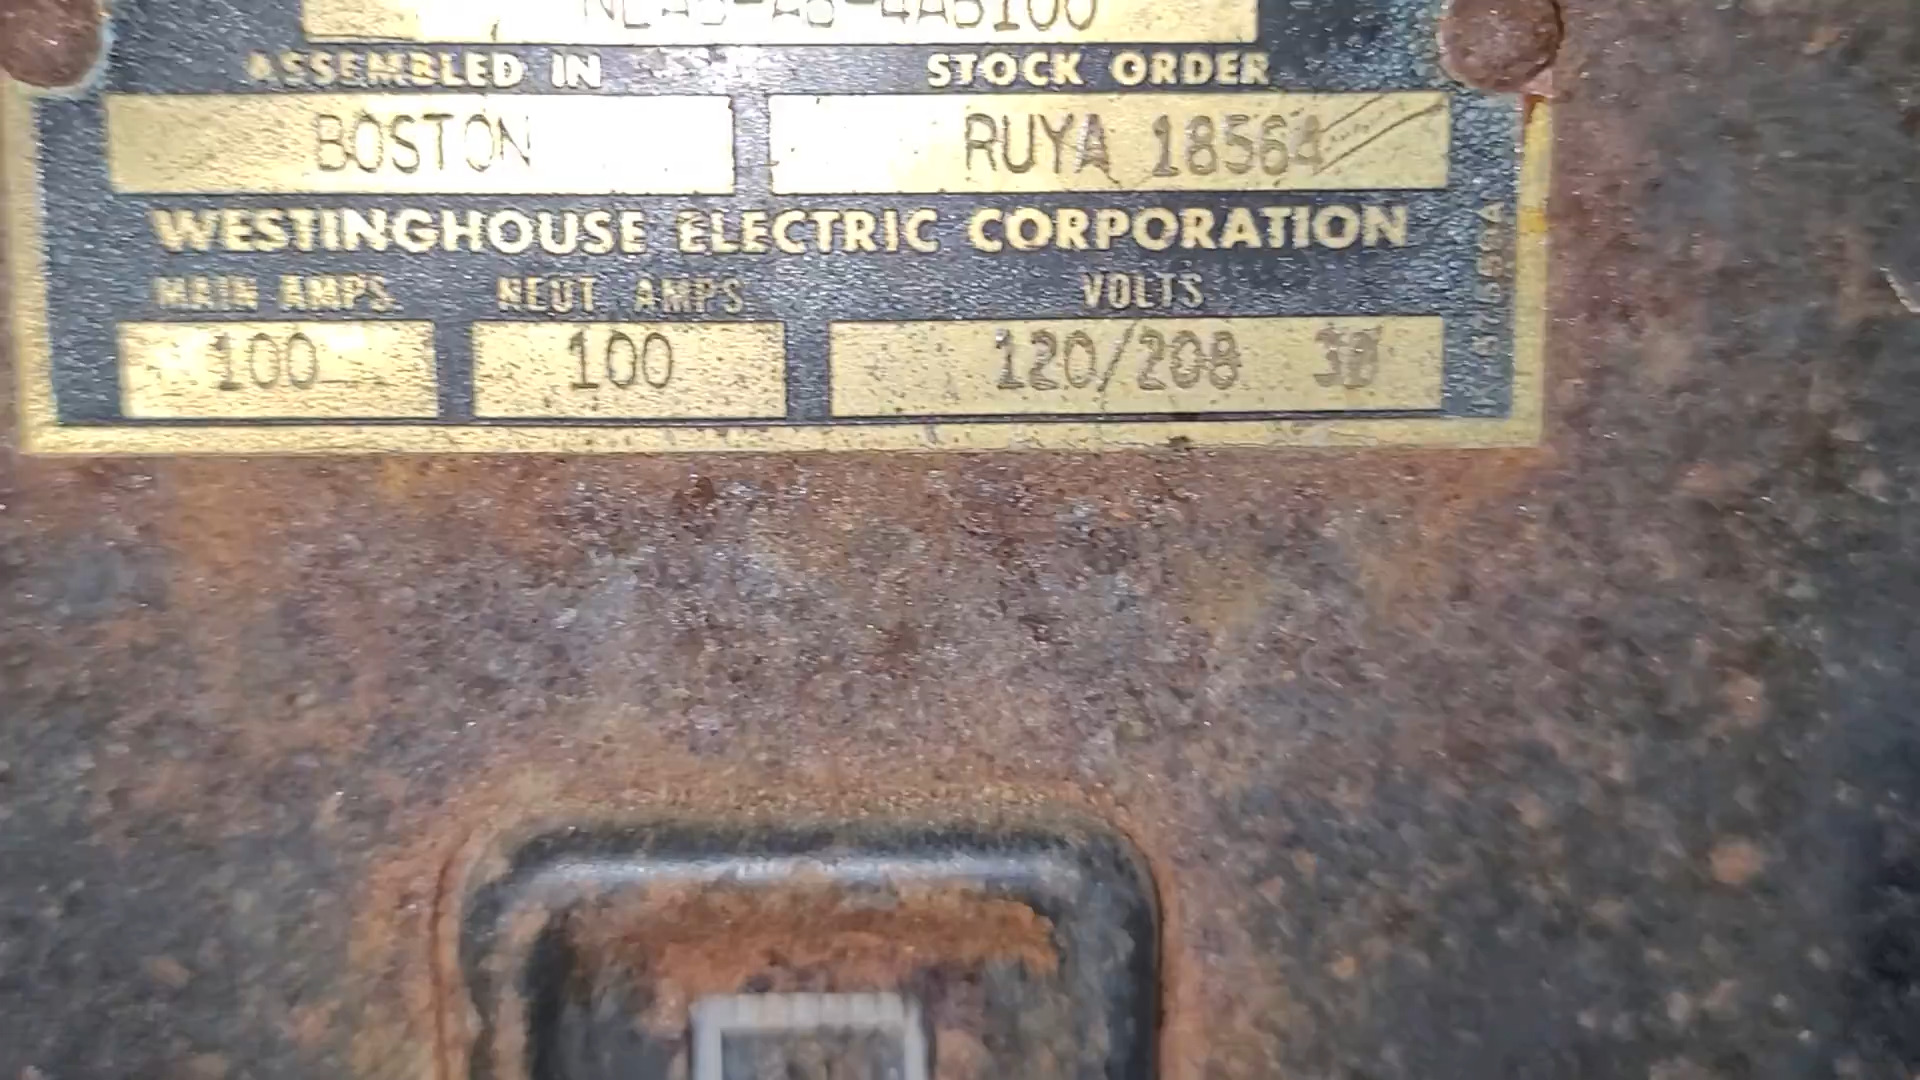 ASSEMBLED IN STOCK ORDER
BOSTON RUYA 18564
WESTINGHOUSE ELECTRIC CORPORATION
MAIN AMPS. NEUT. AMPS VOLTS
100 100 120/208 3Ø